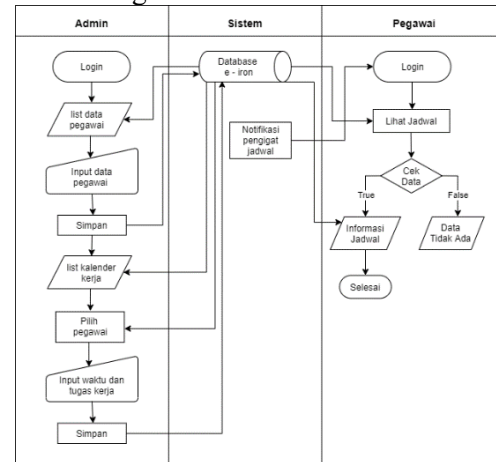 Admin
Sistem
Pegawai
Login
list data
pegawai
Input data
pegawai
Simpan
list kalender
kerja
Pilih
pegawai
Input waktu dan
tugas kerja
Simpan
Database
e - iron
Notifikasi
pengigat
jadwal
Login
Lihat Jadwal
Cek
Data
True
False
Informasi
Jadwal
Data
Tidak Ada
Selesai